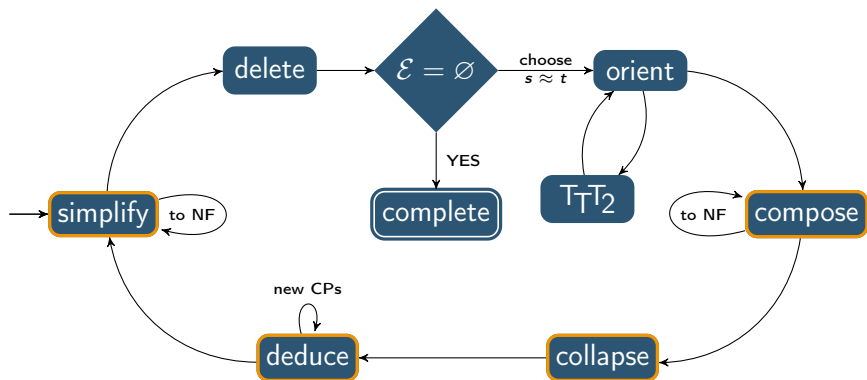 delete
ℰ = ∅
choose
s ≈ t
orient
YES
simplify
to NF
complete
TTT2
to NF
compose
new CPs
deduce
collapse